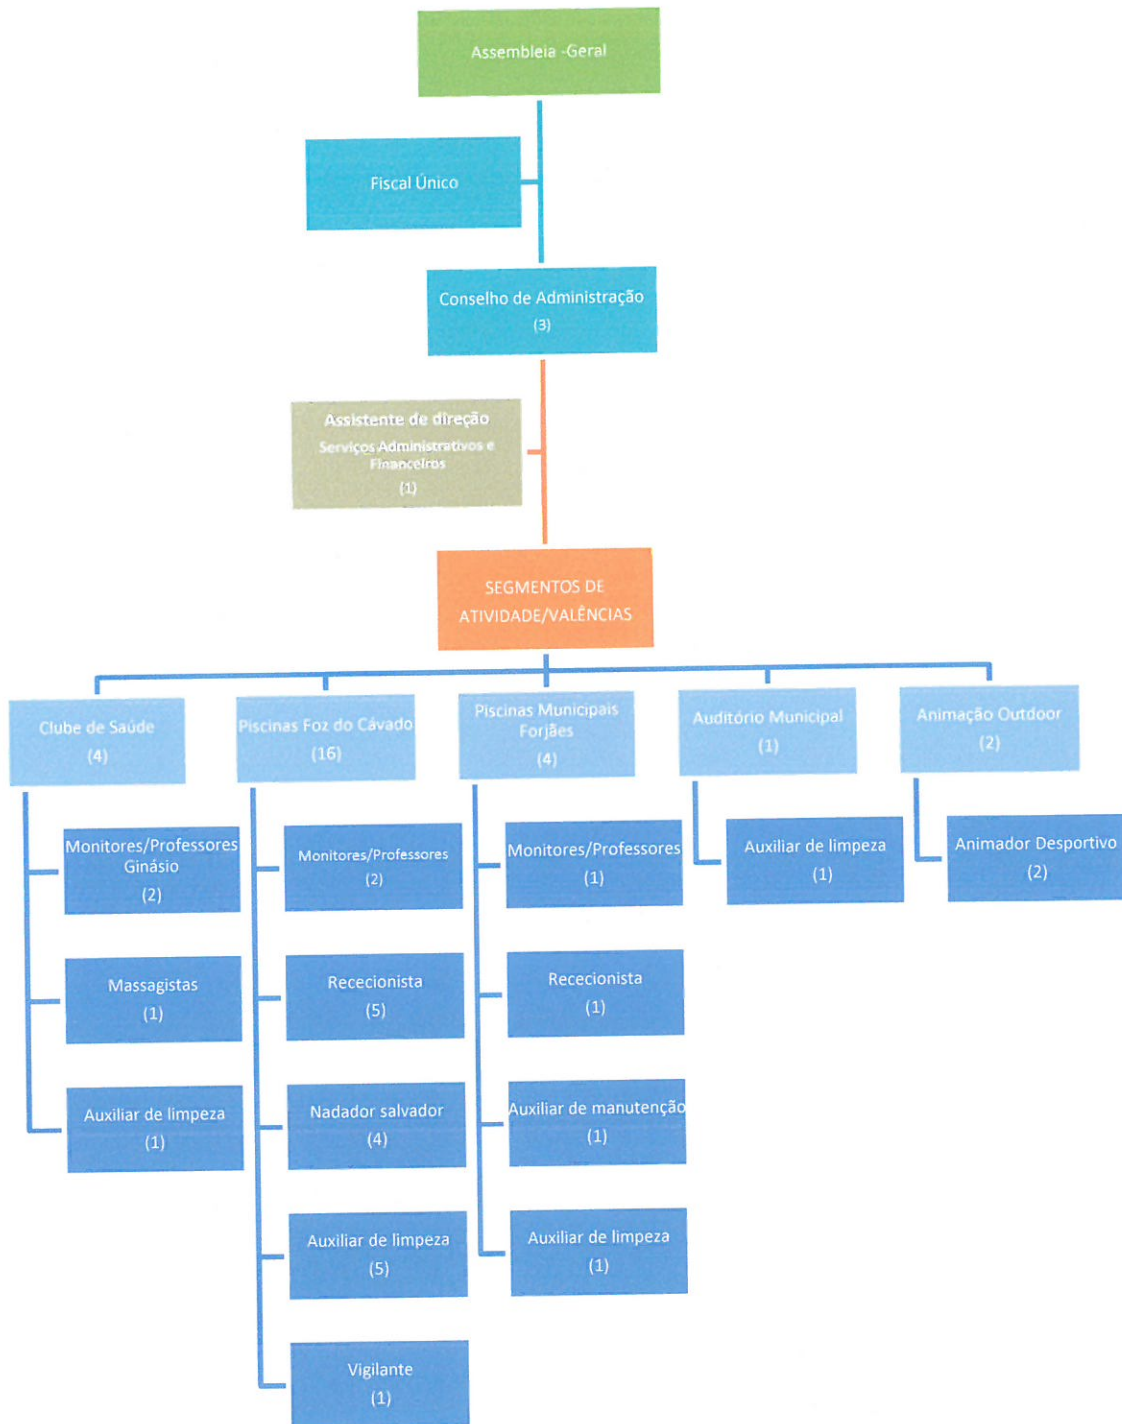 Assembleia -Geral
Fiscal Único
Conselho de Administração
(3)
Assistente de direção
Serviços Administrativos e
Financeiros
(1)
SEGMENTOS DE
ATIVIDADE/VALÊNCIAS
Clube de Saúde
(4)
Piscinas Foz do Cávado
(16)
Piscinas Municipais
Forjães
(4)
Auditório Municipal
(1)
Animação Outdoor
(2)
Monitores/Professores
Ginásio
(2)
Massagistas
(1)
Auxiliar de limpeza
(1)
Monitores/Professores
(2)
Rececionista
(5)
Nadador salvador
(4)
Auxiliar de limpeza
(5)
Vigilante
(1)
Monitores/Professores
(1)
Rececionista
(1)
Auxiliar de manutenção
(1)
Auxiliar de limpeza
(1)
Auxiliar de limpeza
(1)
Animador Desportivo
(2)